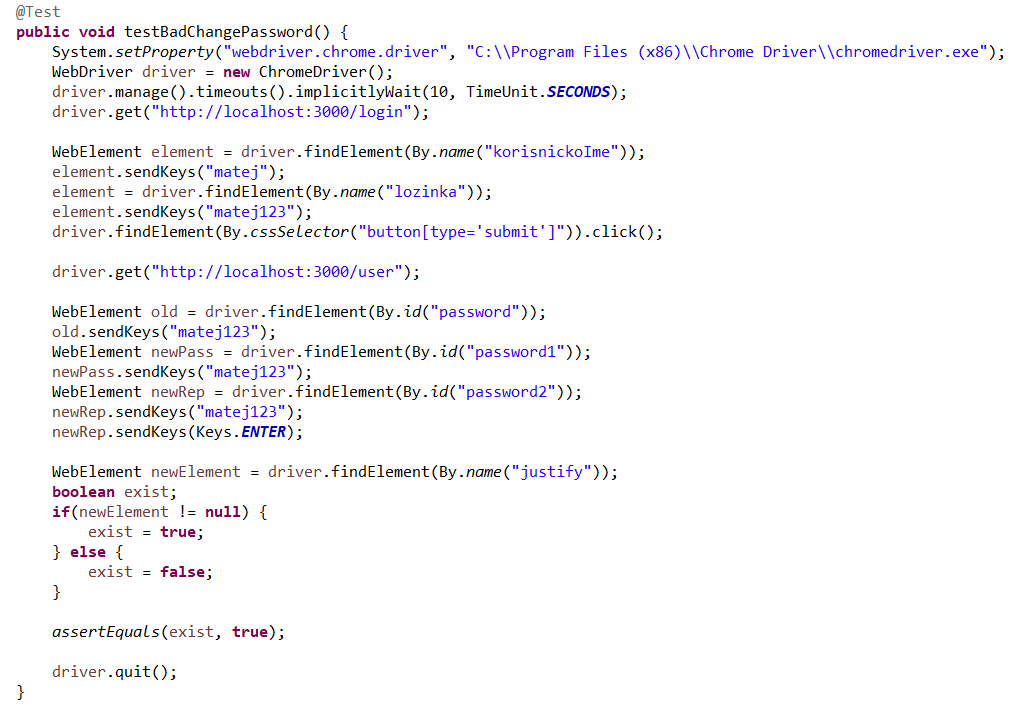 @Test
public void testBadChangePassword() {
    System.setProperty("webdriver.chrome.driver", "C:\\Program Files (x86)\\Chrome Driver\\chromedriver.exe");
    WebDriver driver = new ChromeDriver();
    driver.manage().timeouts().implicitlyWait(10, TimeUnit.SECONDS);
    driver.get("http://localhost:3000/login");

    WebElement element = driver.findElement(By.name("korisnickoIme"));
    element.sendKeys("matej");
    element = driver.findElement(By.name("lozinka"));
    element.sendKeys("matej123");
    driver.findElement(By.cssSelector("button[type='submit']")).click();

    driver.get("http://localhost:3000/user");

    WebElement old = driver.findElement(By.id("password"));
    old.sendKeys("matej123");
    WebElement newPass = driver.findElement(By.id("password1"));
    newPass.sendKeys("matej123");
    WebElement newRep = driver.findElement(By.id("password2"));
    newRep.sendKeys("matej123");
    newRep.sendKeys(Keys.ENTER);

    WebElement newElement = driver.findElement(By.name("justify"));
    boolean exist;
    if(newElement != null) {
        exist = true;
    } else {
        exist = false;
    }

    assertEquals(exist, true);

    driver.quit();
}